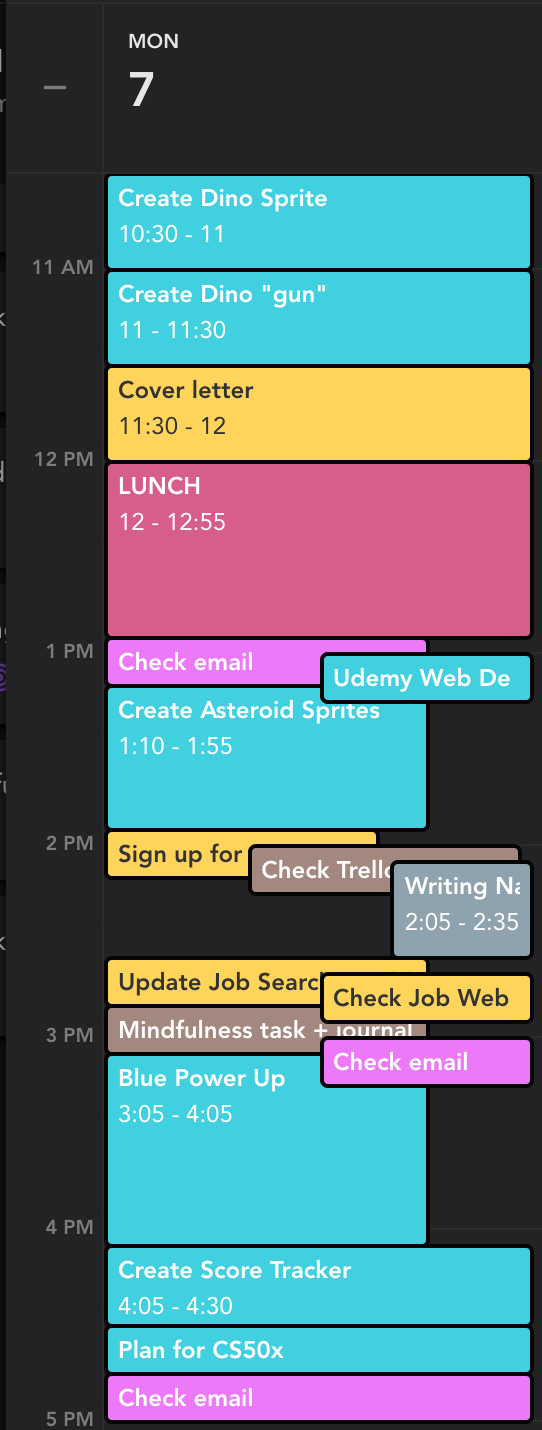 MON
7
Create Dino Sprite
10:30 - 11
11 AM
Create Dino "gun"
11 - 11:30
Cover letter
11:30 - 12
12 PM
LUNCH
12 - 12:55
1 PM
Check email
Udemy Web De
Create Asteroid Sprites
1:10 - 1:55
2 PM
Sign up for
Check Trello
Writing Na
2:05 - 2:35
Update Job Search
Check Job Web
3 PM
Mindfulness task + journal
Check email
Blue Power Up
3:05 - 4:05
4 PM
Create Score Tracker
4:05 - 4:30
Plan for CS50x
Check email
5 PM